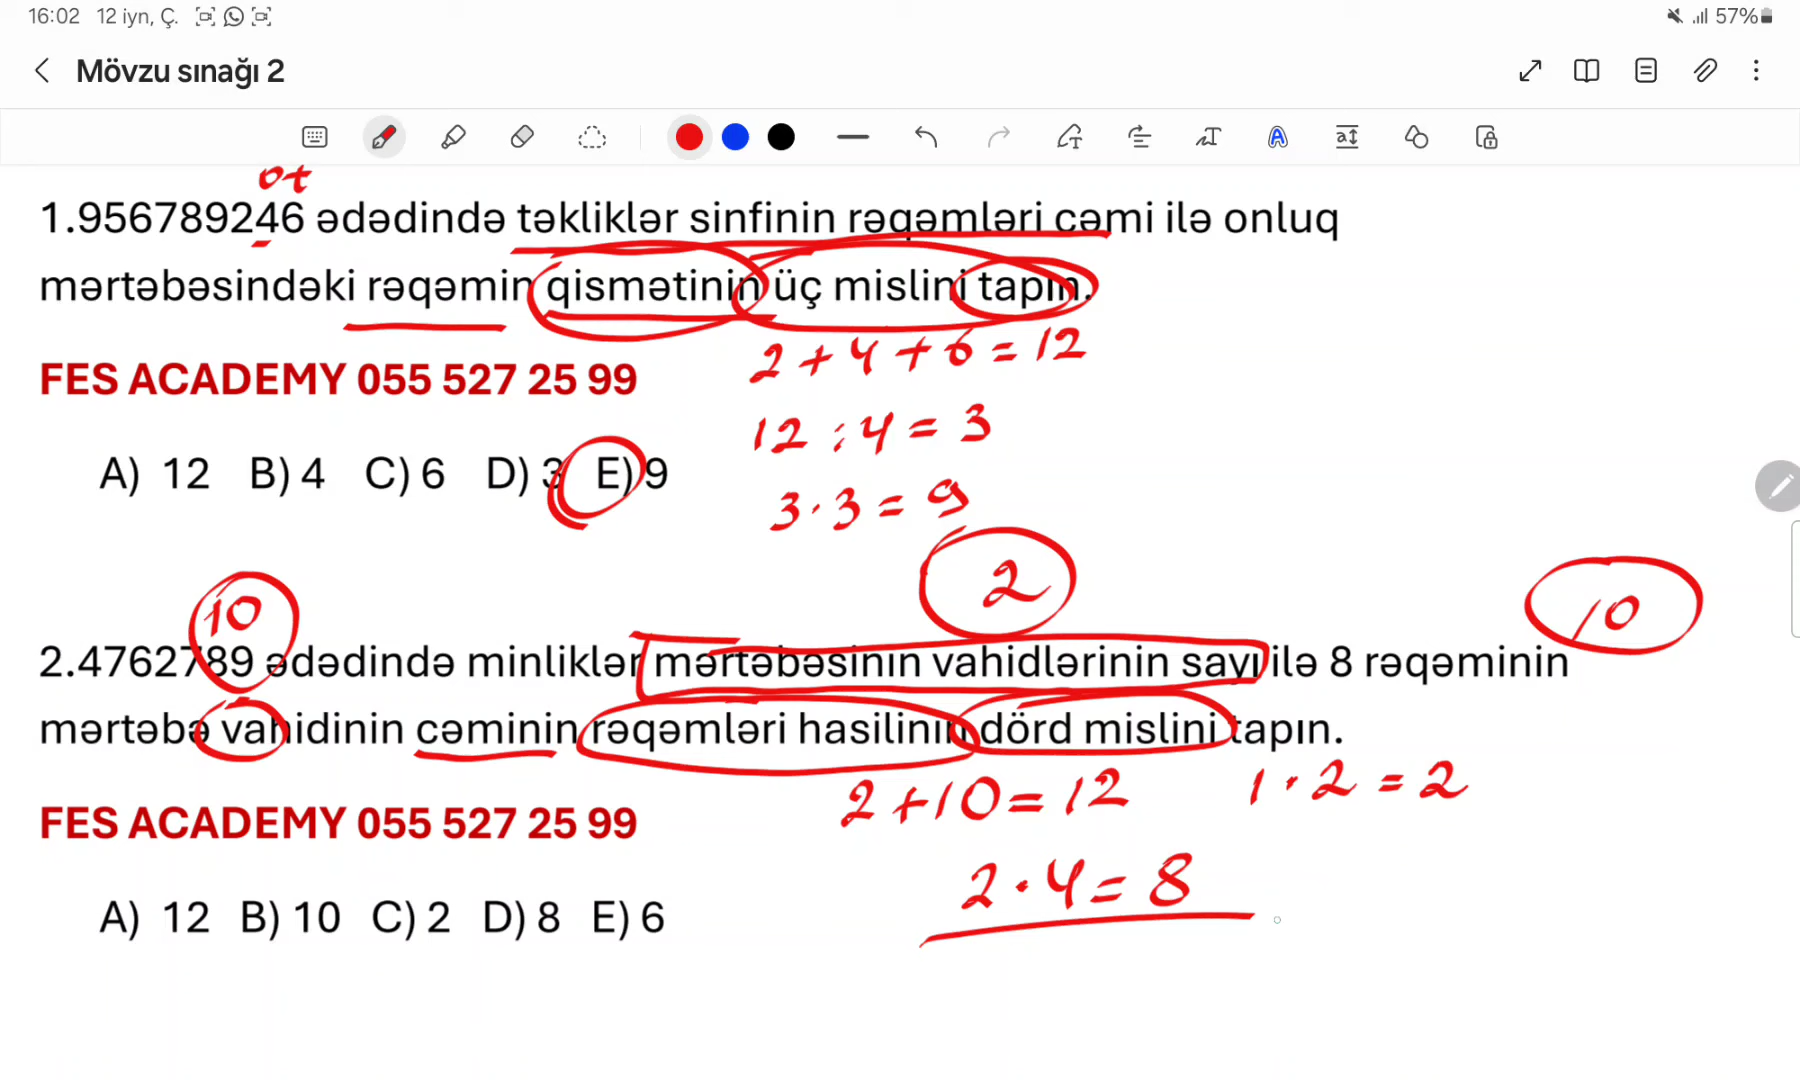 16:02 12 iyn, Ç. 57%
Mövzu sınağı 2
ot
1.956789246 ədədində təkliklər sinfinin rəqəmləri cəmi ilə onluq
mərtəbəsindəki rəqəmin qismətinin üç mislini tapın.
2 + 4 + 6 = 12
FES ACADEMY 055 527 25 99
12 : 4 = 3
A) 12 B) 4 C) 6 D) 3 E) 9
3 · 3 = 9
10 2 10
2.4762789 ədədində minliklər mərtəbəsinin vahidlərinin sayı ilə 8 rəqəminin
mərtəbə vahidinin cəminin rəqəmləri hasilinin dörd mislini tapın.
2 + 10 = 12 1 · 2 = 2
FES ACADEMY 055 527 25 99
2 · 4 = 8
A) 12 B) 10 C) 2 D) 8 E) 6